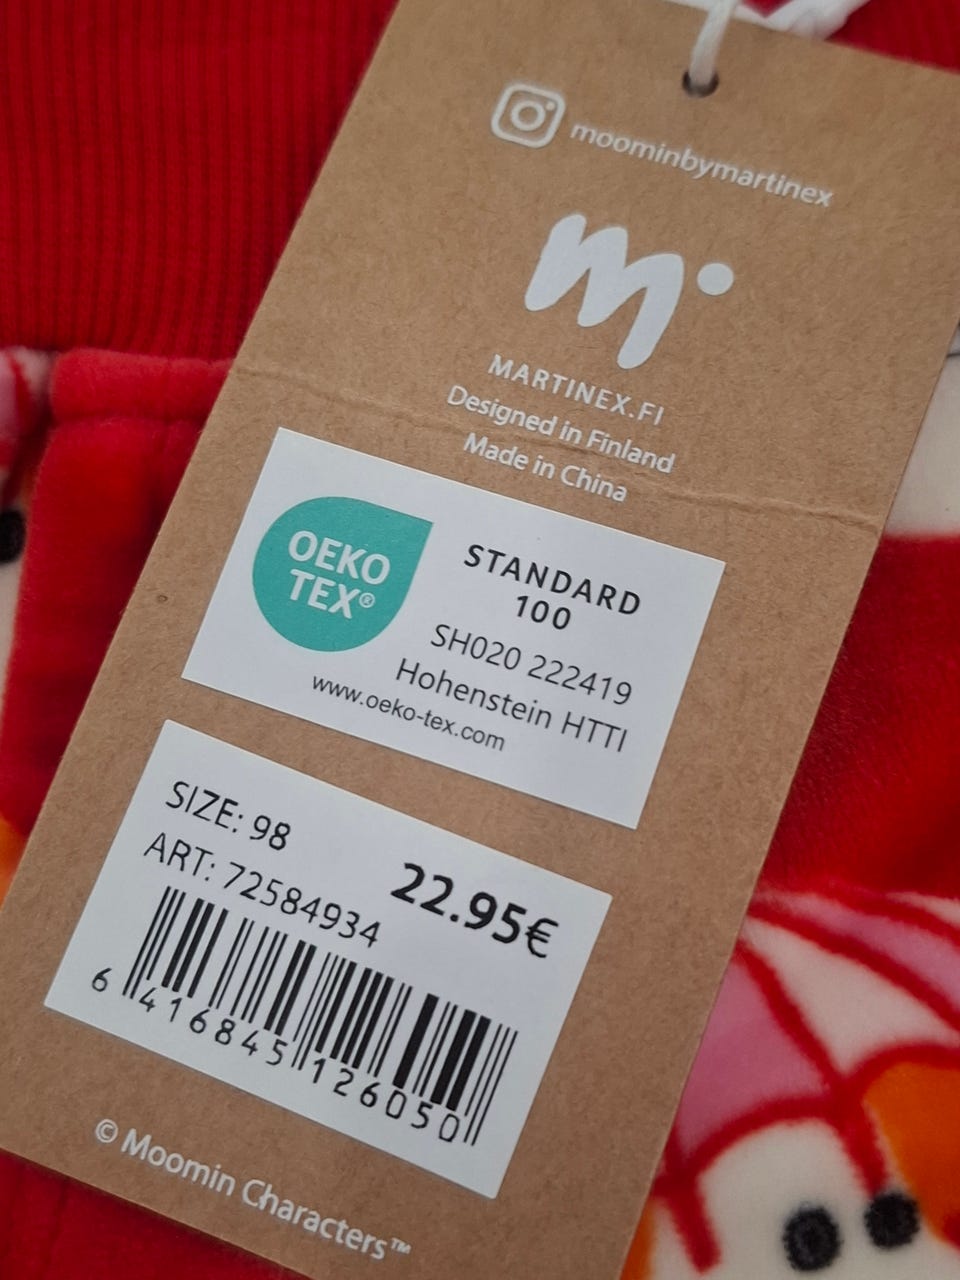 moominbymartinex
m
MARTINEX.FI
Designed in Finland
Made in China
OEKO
TEX®
STANDARD
100
SH020 222419
Hohenstein HTTI
www.oeko-tex.com
SIZE: 98
ART: 72584934
22.95€
6 416845 126050
© Moomin Characters™